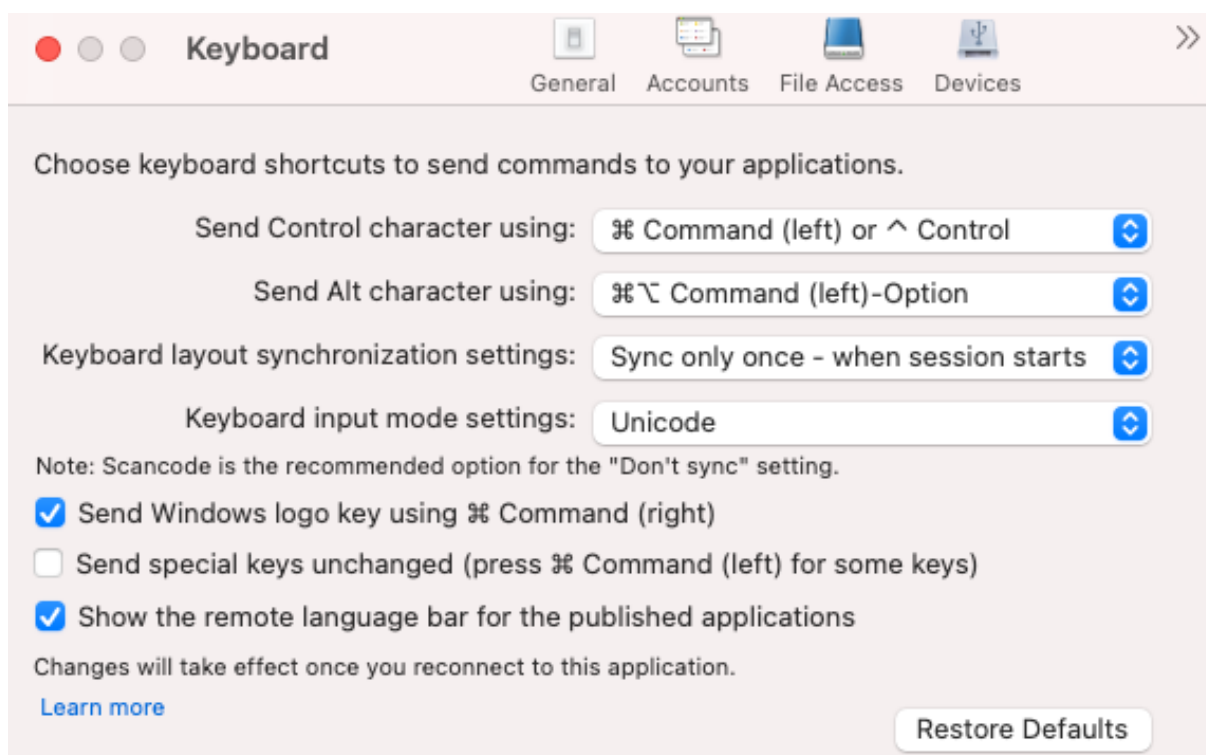 Keyboard
General Accounts File Access Devices
Choose keyboard shortcuts to send commands to your applications.
Send Control character using: ⌘ Command (left) or ^ Control
Send Alt character using: ⌘⌥ Command (left)-Option
Keyboard layout synchronization settings: Sync only once - when session starts
Keyboard input mode settings: Unicode
Note: Scancode is the recommended option for the "Don't sync" setting.
Send Windows logo key using ⌘ Command (right)
Send special keys unchanged (press ⌘ Command (left) for some keys)
Show the remote language bar for the published applications
Changes will take effect once you reconnect to this application.
Learn more
Restore Defaults